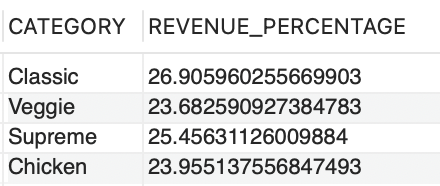 CATEGORY REVENUE_PERCENTAGE
Classic 26.905960255669903
Veggie 23.682590927384783
Supreme 25.45631126009884
Chicken 23.955137556847493